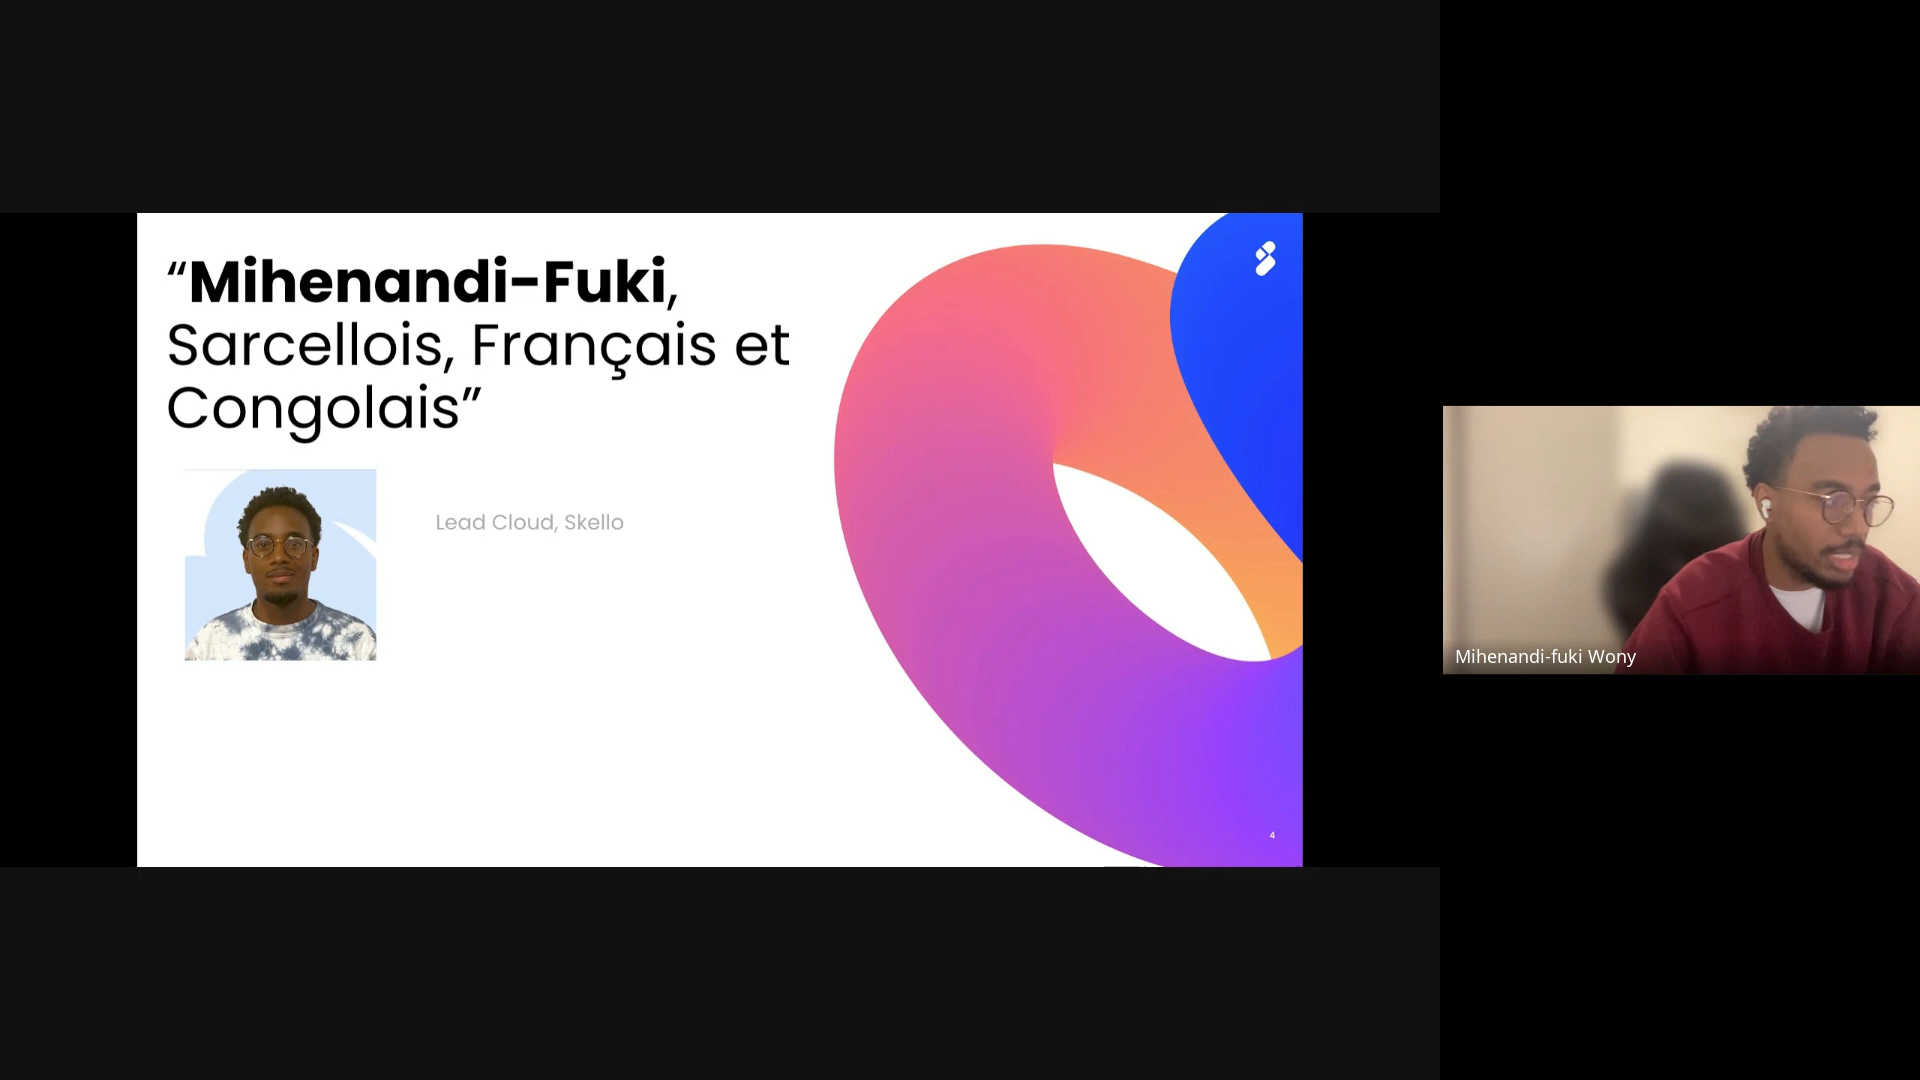 “Mihenandi-Fuki,
Sarcellois, Français et
Congolais”
Lead Cloud, Skello
4
Mihenandi-fuki Wony